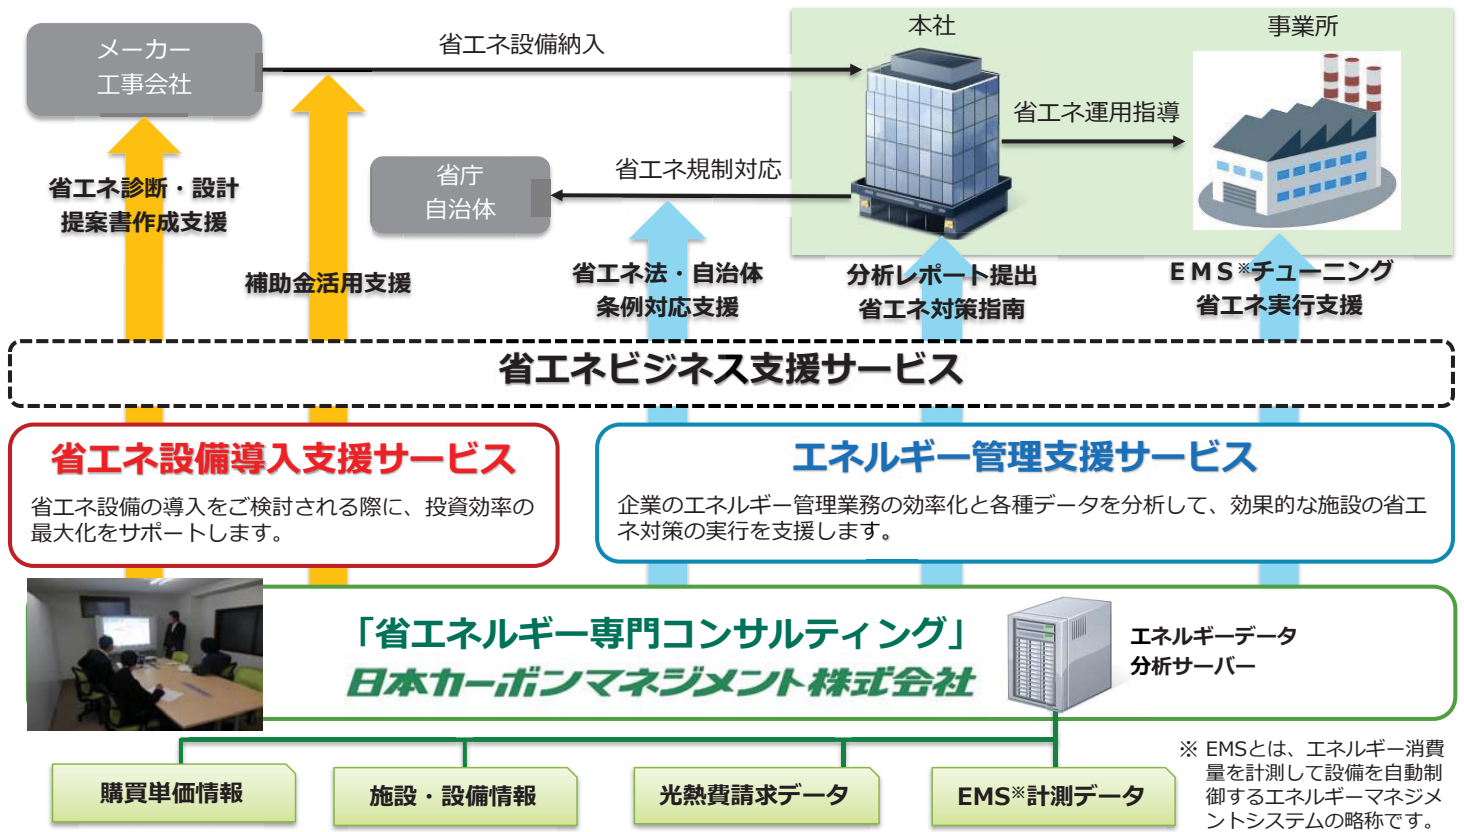 メーカー
工事会社
省エネ設備納入
本社
事業所
省エネ運用指導
省庁
自治体
省エネ規制対応
省エネ診断・設計
提案書作成支援
補助金活用支援
省エネ法・自治体
条例対応支援
分析レポート提出
省エネ対策指南
ＥＭＳ※チューニング
省エネ実行支援
省エネビジネス支援サービス
省エネ設備導入支援サービス
省エネ設備の導入をご検討される際に、投資効率の
最大化をサポートします。
エネルギー管理支援サービス
企業のエネルギー管理業務の効率化と各種データを分析して、効果的な施設の省エ
ネ対策の実行を支援します。
「省エネルギー専門コンサルティング」
日本カーボンマネジメント株式会社
エネルギーデータ
分析サーバー
購買単価情報
施設・設備情報
光熱費請求データ
EMS※計測データ
※ EMSとは、エネルギー消費
量を計測して設備を自動制
御するエネルギーマネジメ
ントシステムの略称です。